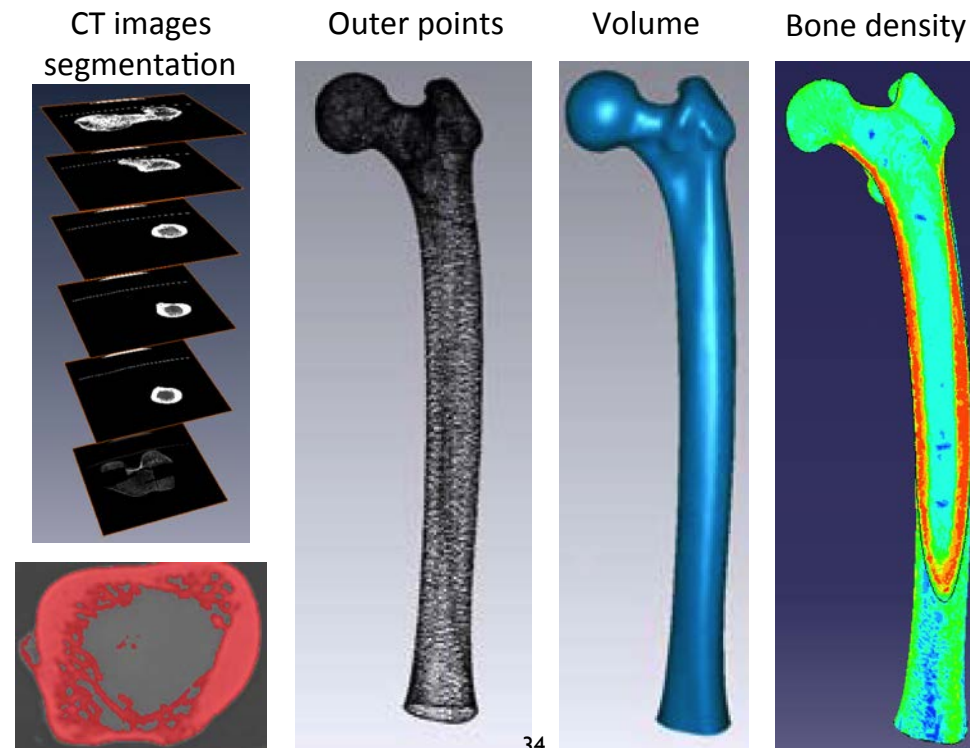 CT images
segmentation
Outer points
Volume
Bone density
34